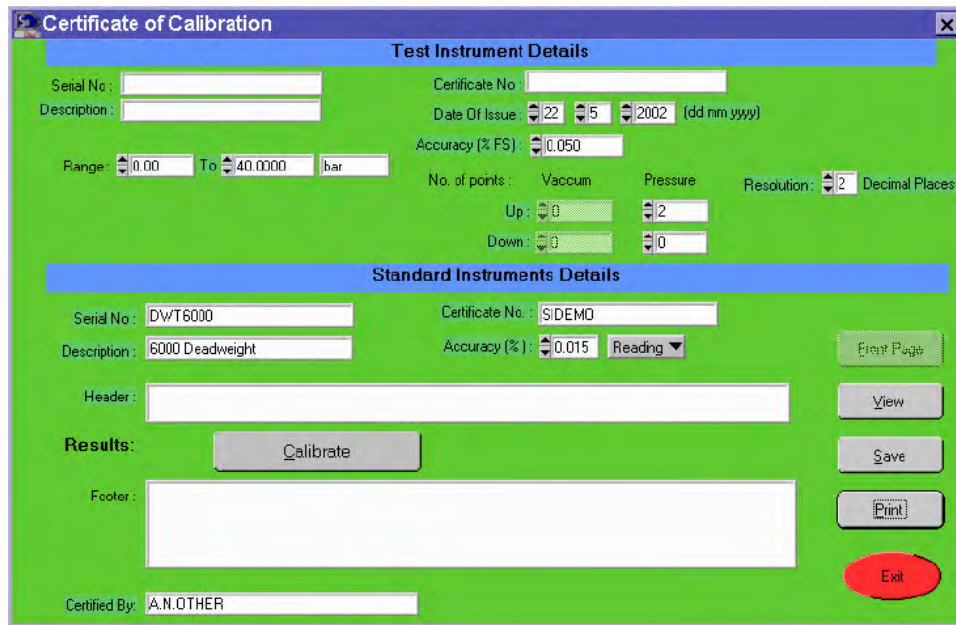 Certificate of Calibration
Test Instrument Details
Serial No :
Certificate No :
Description :
Date Of Issue : 22 5 2002 (dd mm yyyy)
Accuracy (% FS) : 0.050
Range : 0.00 To 40.0000 bar
No. of points : Vaccum Pressure Resolution : 2 Decimal Places
Up : 0 2
Down : 0 0
Standard Instruments Details
Serial No : DWT6000 Certificate No. : SIDEMO
Description : 6000 Deadweight Accuracy (%) : 0.015 Reading
Front Page
Header :
View
Results:
Calibrate
Save
Footer :
Print
Exit
Certified By: A.N.OTHER